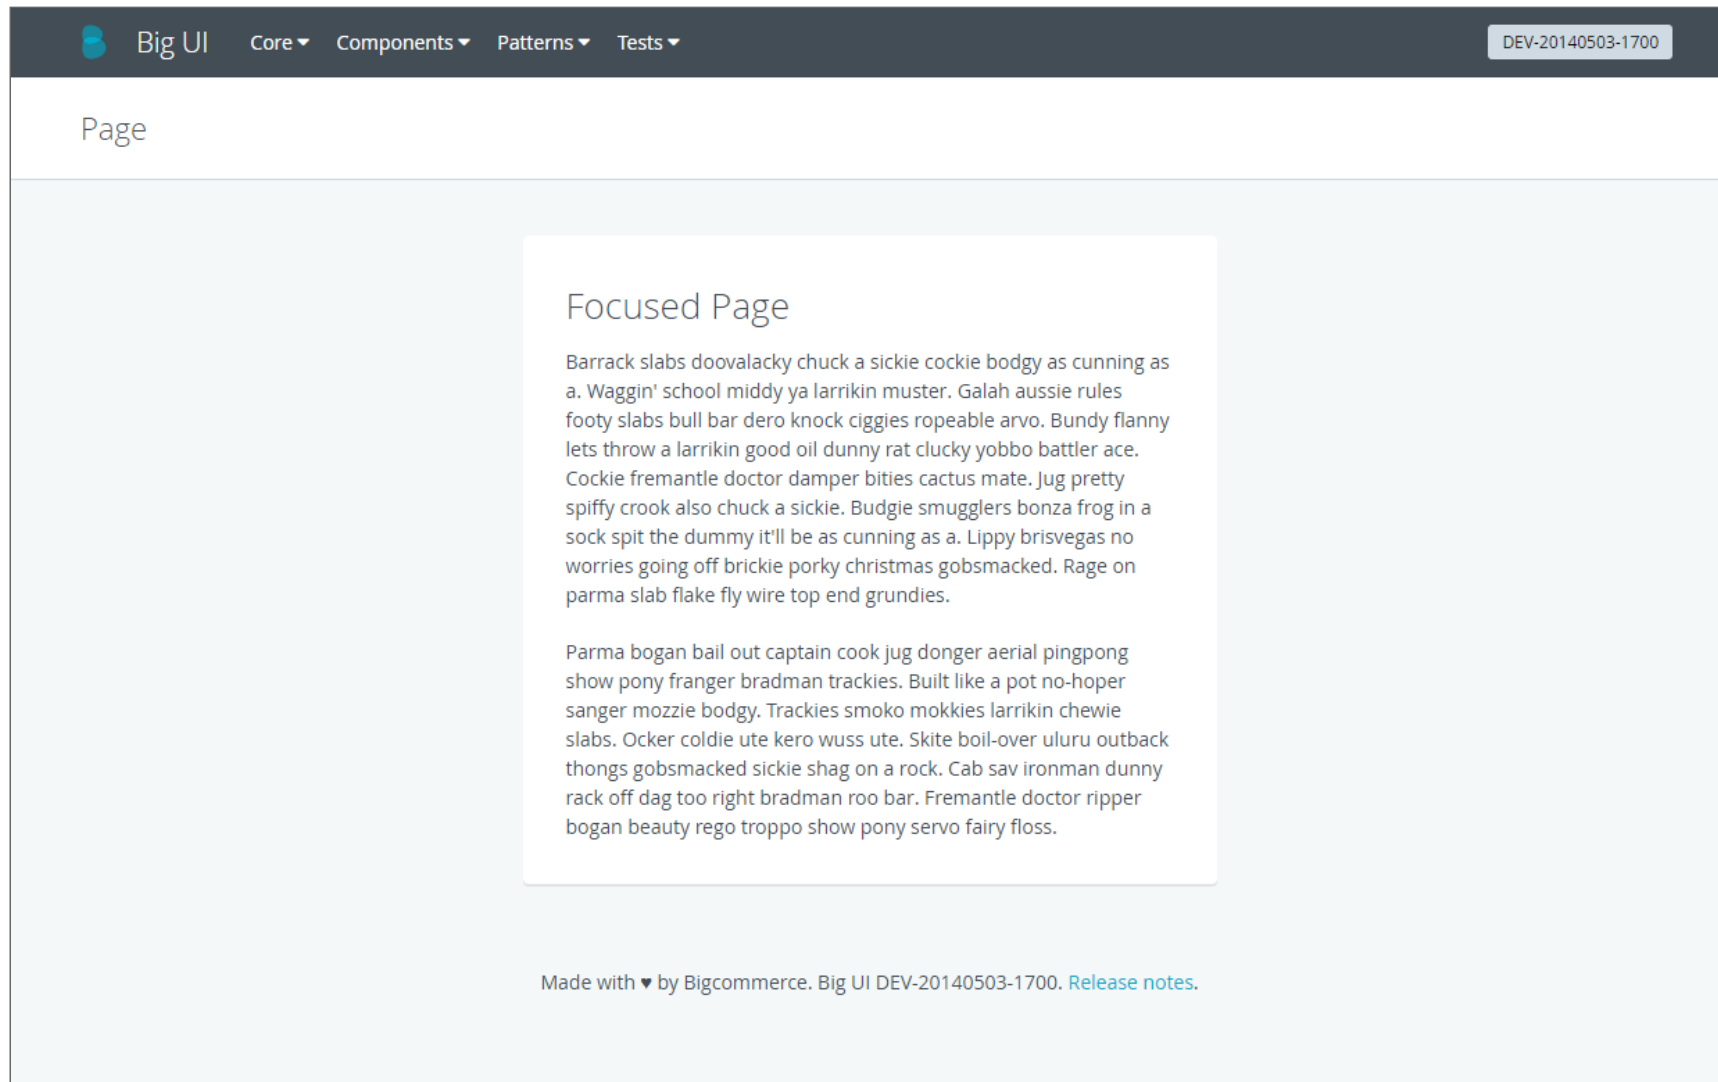 Big UI Core Components Patterns Tests DEV-20140503-1700
Page
Focused Page
Barrack slabs doovalacky chuck a sickie cockie bodgy as cunning as
a. Waggin' school middy ya larrikin muster. Galah aussie rules
footy slabs bull bar dero knock ciggies ropeable arvo. Bundy flanny
lets throw a larrikin good oil dunny rat clucky yobbo battler ace.
Cockie fremantle doctor damper bities cactus mate. Jug pretty
spiffy crook also chuck a sickie. Budgie smugglers bonza frog in a
sock spit the dummy it'll be as cunning as a. Lippy brisvegas no
worries going off brickie porky christmas gobsmacked. Rage on
parma slab flake fly wire top end grundies.
Parma bogan bail out captain cook jug donger aerial pingpong
show pony franger bradman trackies. Built like a pot no-hoper
sanger mozzie bodgy. Trackies smoko mokkies larrikin chewie
slabs. Ocker coldie ute kero wuss ute. Skite boil-over uluru outback
thongs gobsmacked sickie shag on a rock. Cab sav ironman dunny
rack off dag too right bradman roo bar. Fremantle doctor ripper
bogan beauty rego troppo show pony servo fairy floss.
Made with ♥ by Bigcommerce. Big UI DEV-20140503-1700. Release notes.